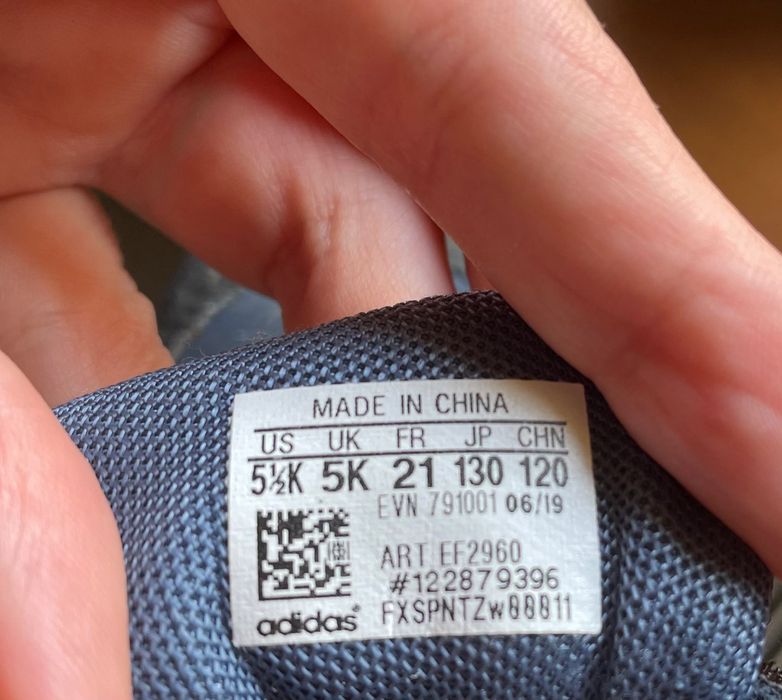 MADE IN CHINA
US UK FR JP CHN
5½K 5K 21 130 120
EVN 791001 06/19
ART EF2960
#122879396
adidas® FXSPNTZW00011